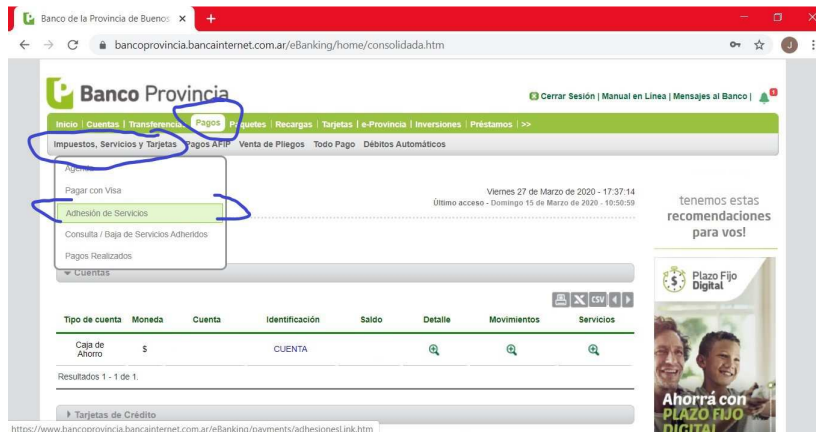 Banco de la Provincia de Buenos
bancoprovincia.bancainternet.com.ar/eBanking/home/consolidada.htm
J
Banco Provincia
Cerrar Sesión | Manual en Línea | Mensajes al Banco |
Inicio | Cuentas | Transferencia Pagos Paquetes | Recargas | Tarjetas | e-Provincia | Inversiones | Préstamos | >>
Impuestos, Servicios y Tarjetas Pagos AFIP Venta de Pliegos Todo Pago Débitos Automáticos
Agenda
Pagar con Visa
Adhesión de Servicios
Consulta / Baja de Servicios Adheridos
Pagos Realizados
Viernes 27 de Marzo de 2020 - 17:37:14
Último acceso - Domingo 15 de Marzo de 2020 - 10:50:59
tenemos estas
recomendaciones
para vos!
Cuentas
CSV
Tipo de cuenta Moneda Cuenta Identificación Saldo Detalle Movimientos Servicios
Caja de Ahorro $ CUENTA
Resultados 1 - 1 de 1.
Tarjetas de Crédito
Plazo Fijo
Digital
Ahorrá con
PLAZO FIJO
DIGITAL
https://www.bancoprovincia.bancainternet.com.ar/eBanking/payments/adhesionesLink.htm